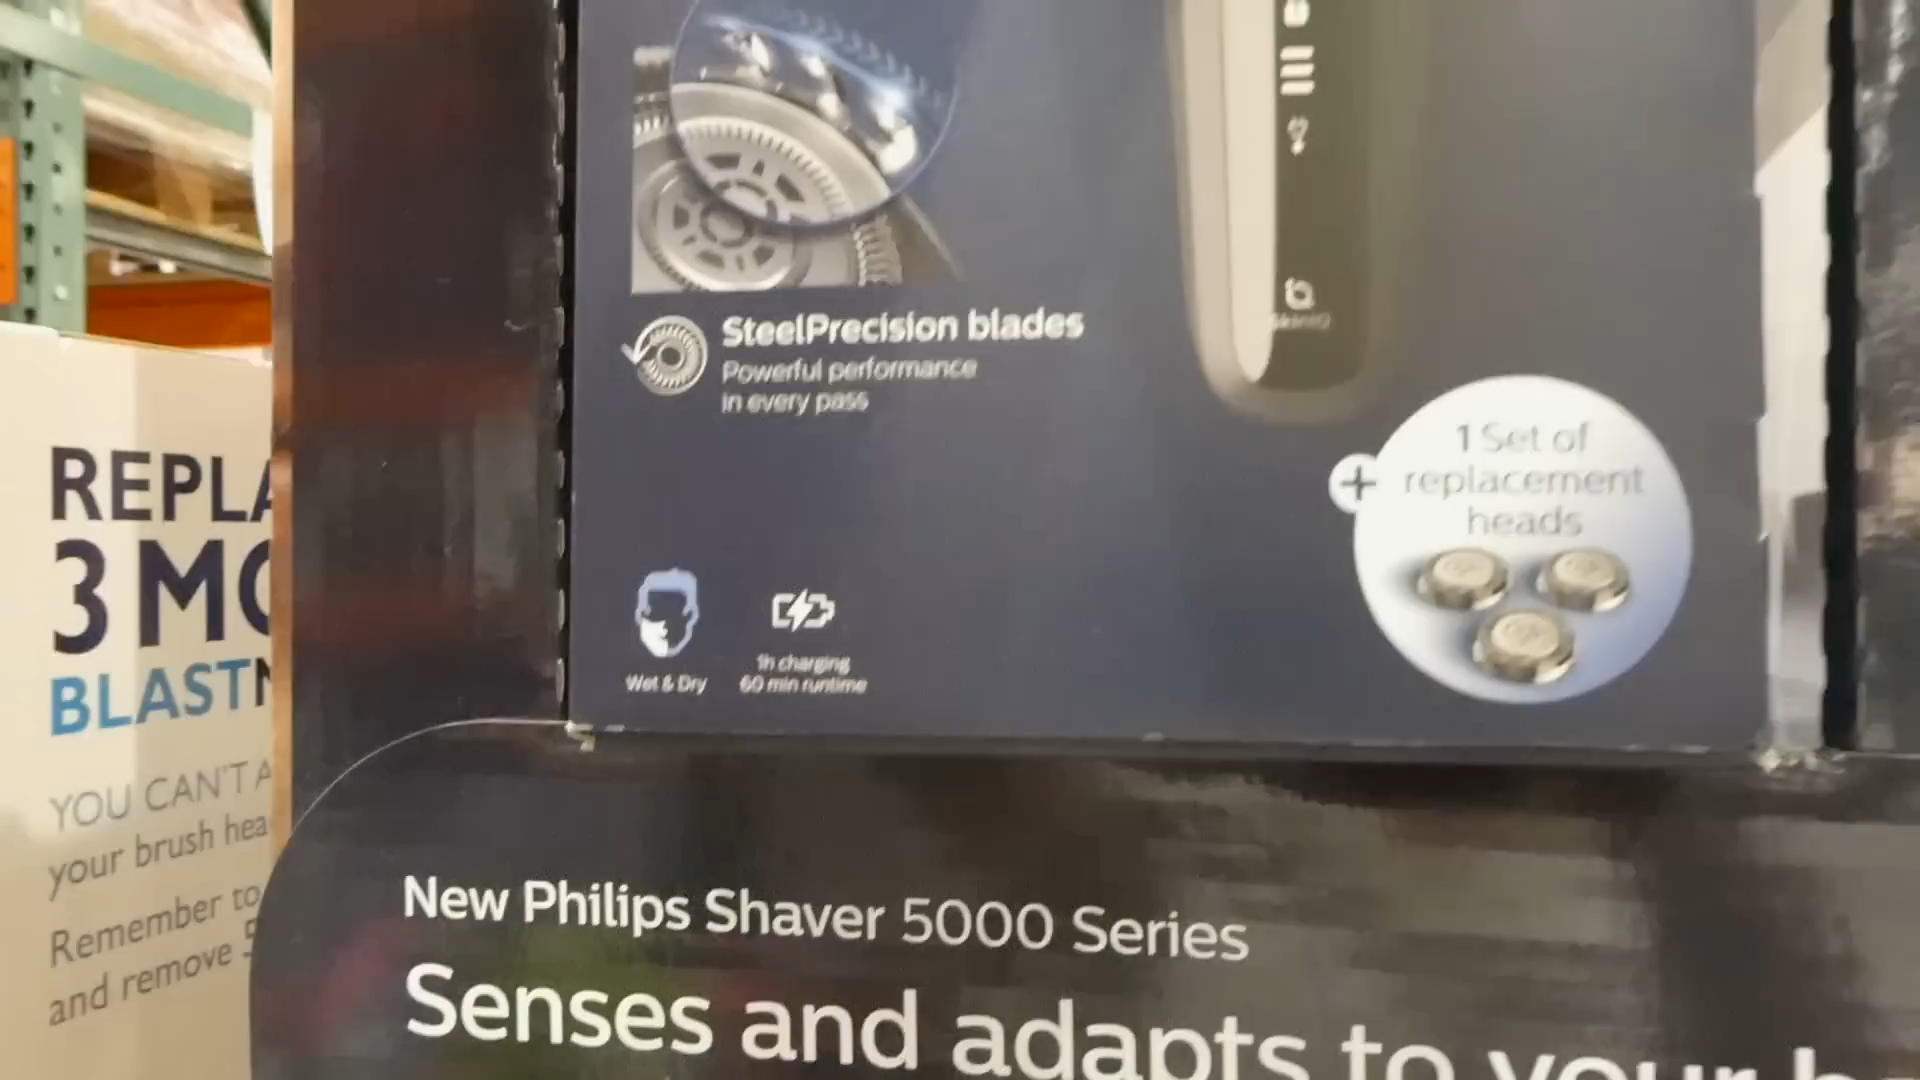 SteelPrecision blades
Powerful performance
in every pass
SkinIQ
1 Set of
replacement
heads
+
Wet & Dry
1h charging
60 min runtime
New Philips Shaver 5000 Series
Senses and adapts to your
REPLA
3 MO
BLAST
YOU CAN'T A
your brush hea
Remember to
and remove